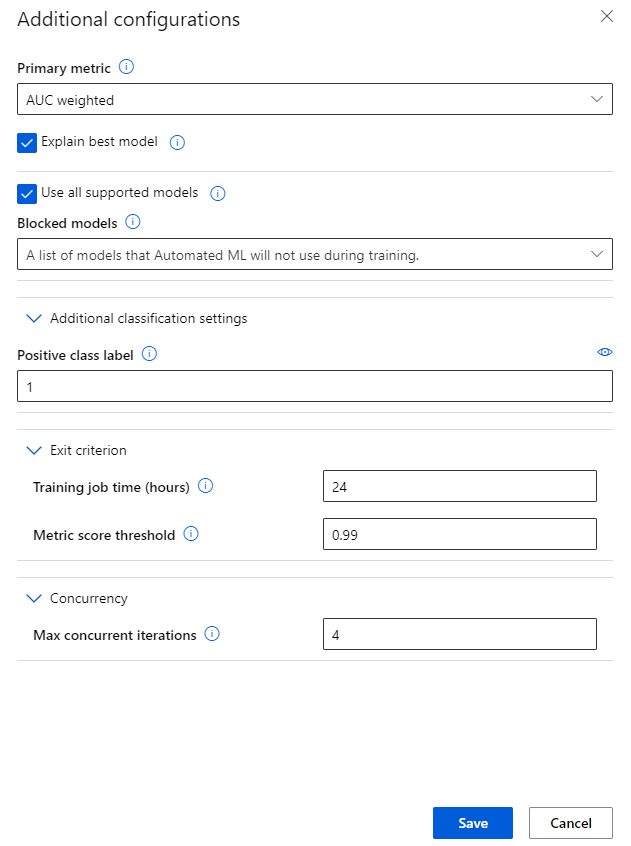 Additional configurations
Primary metric
AUC weighted
Explain best model
Use all supported models
Blocked models
A list of models that Automated ML will not use during training.
Additional classification settings
Positive class label
1
Exit criterion
Training job time (hours)
24
Metric score threshold
0.99
Concurrency
Max concurrent iterations
4
Save
Cancel